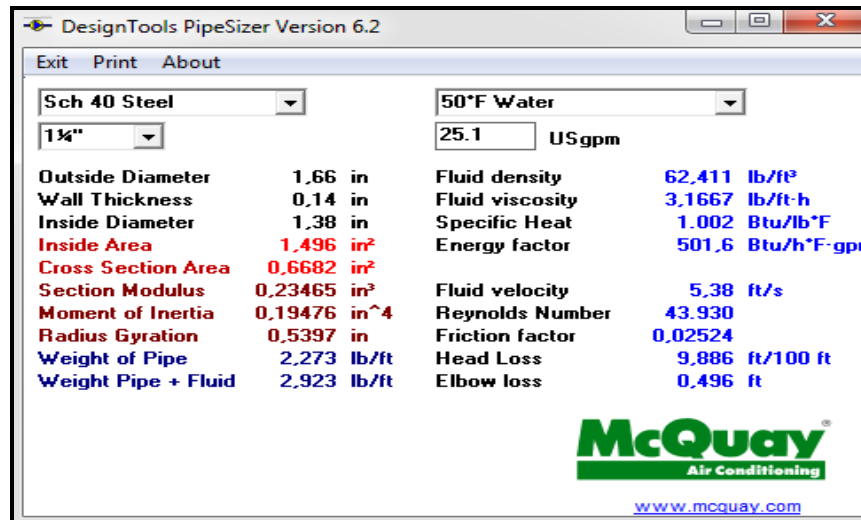 DesignTools PipeSizer Version 6.2
Exit Print About
Sch 40 Steel
50°F Water
1¼"
25.1 USgpm
Outside Diameter 1,66 in
Wall Thickness 0,14 in
Inside Diameter 1,38 in
Inside Area 1,496 in²
Cross Section Area 0,6682 in²
Section Modulus 0,23465 in³
Moment of Inertia 0,19476 in^4
Radius Gyration 0,5397 in
Weight of Pipe 2,273 lb/ft
Weight Pipe + Fluid 2,923 lb/ft
Fluid density 62,411 lb/ft³
Fluid viscosity 3,1667 lb/ft·h
Specific Heat 1.002 Btu/lb°F
Energy factor 501,6 Btu/h°F·gpm
Fluid velocity 5,38 ft/s
Reynolds Number 43.930
Friction factor 0,02524
Head Loss 9,886 ft/100 ft
Elbow loss 0,496 ft
McQuay®
Air Conditioning
www.mcquay.com